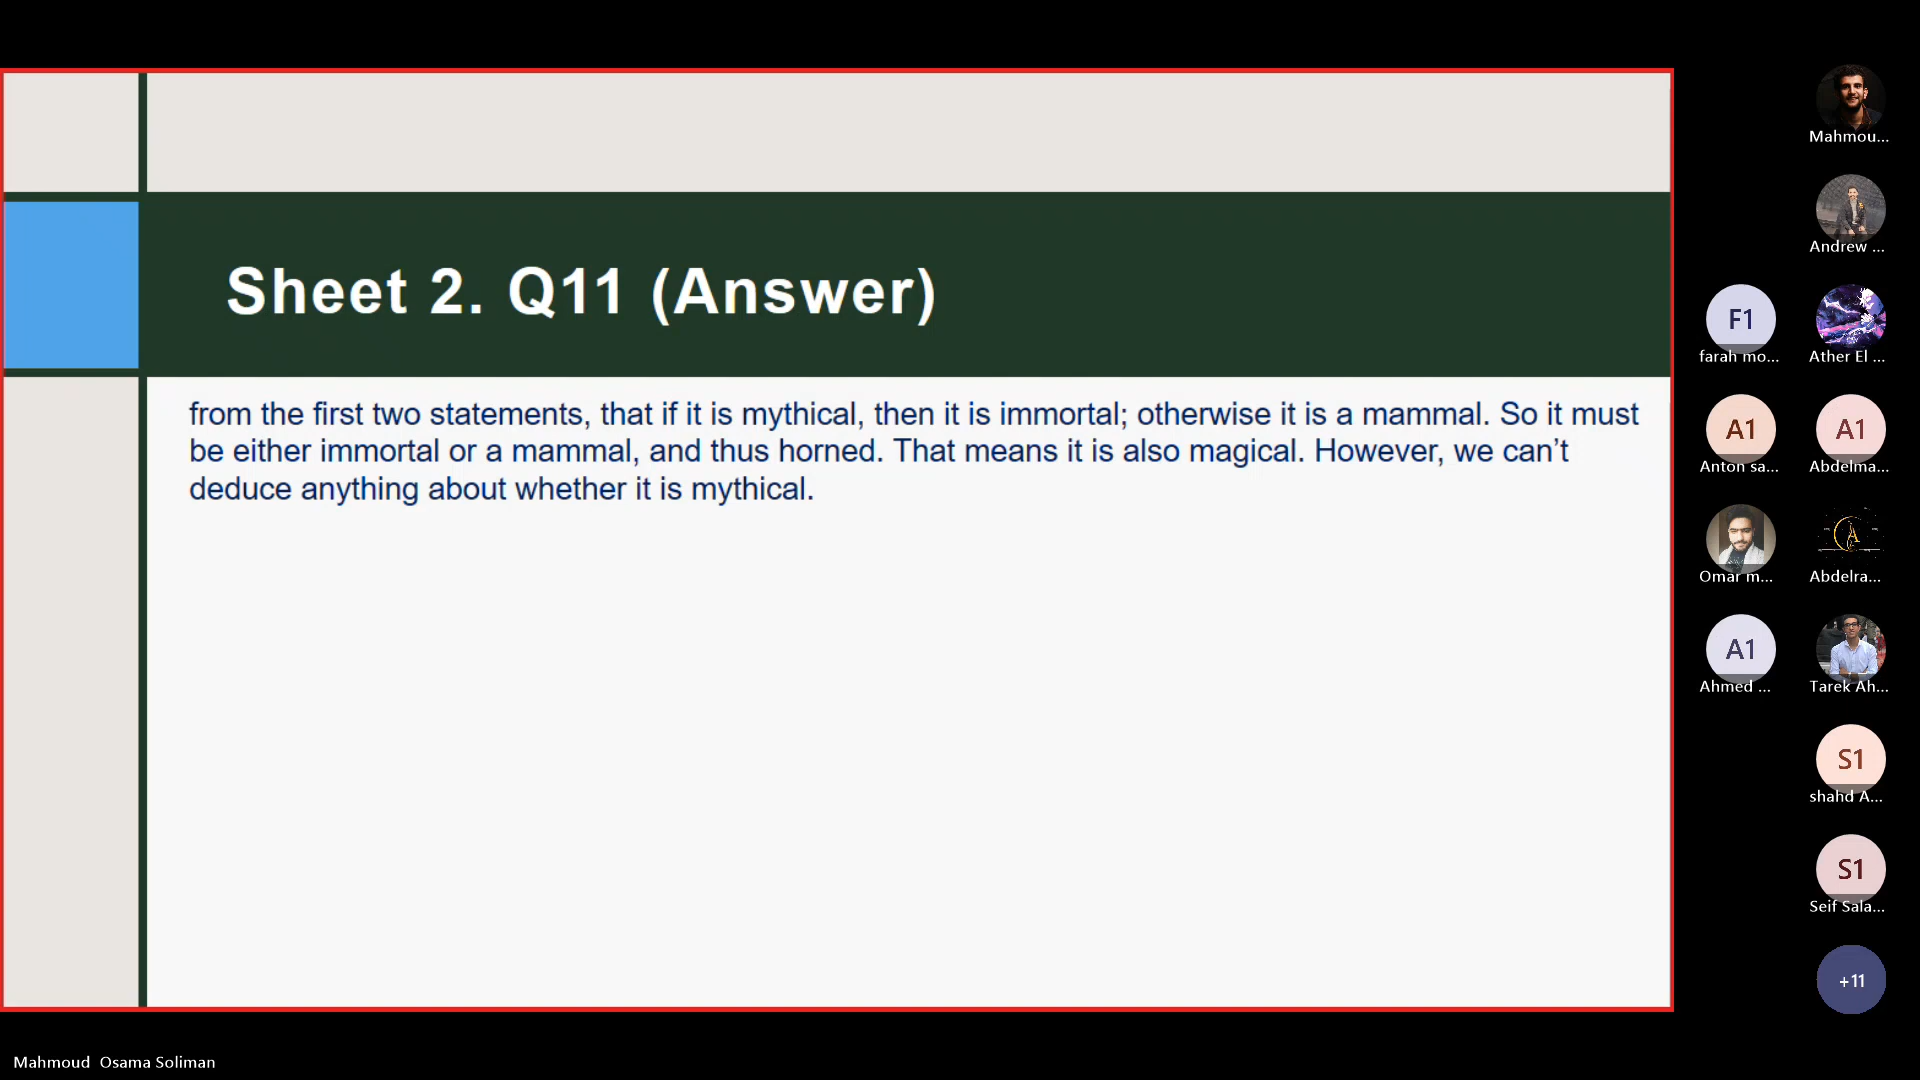 Sheet 2. Q11 (Answer)
from the first two statements, that if it is mythical, then it is immortal; otherwise it is a mammal. So it must
be either immortal or a mammal, and thus horned. That means it is also magical. However, we can’t
deduce anything about whether it is mythical.
Mahmou...
Andrew ...
F1
farah mo...
Ather El ...
A1
Anton sa...
A1
Abdelma...
Omar m...
A
Abdelra...
A1
Ahmed ...
Tarek Ah...
S1
shahd A...
S1
Seif Sala...
+11
Mahmoud Osama Soliman